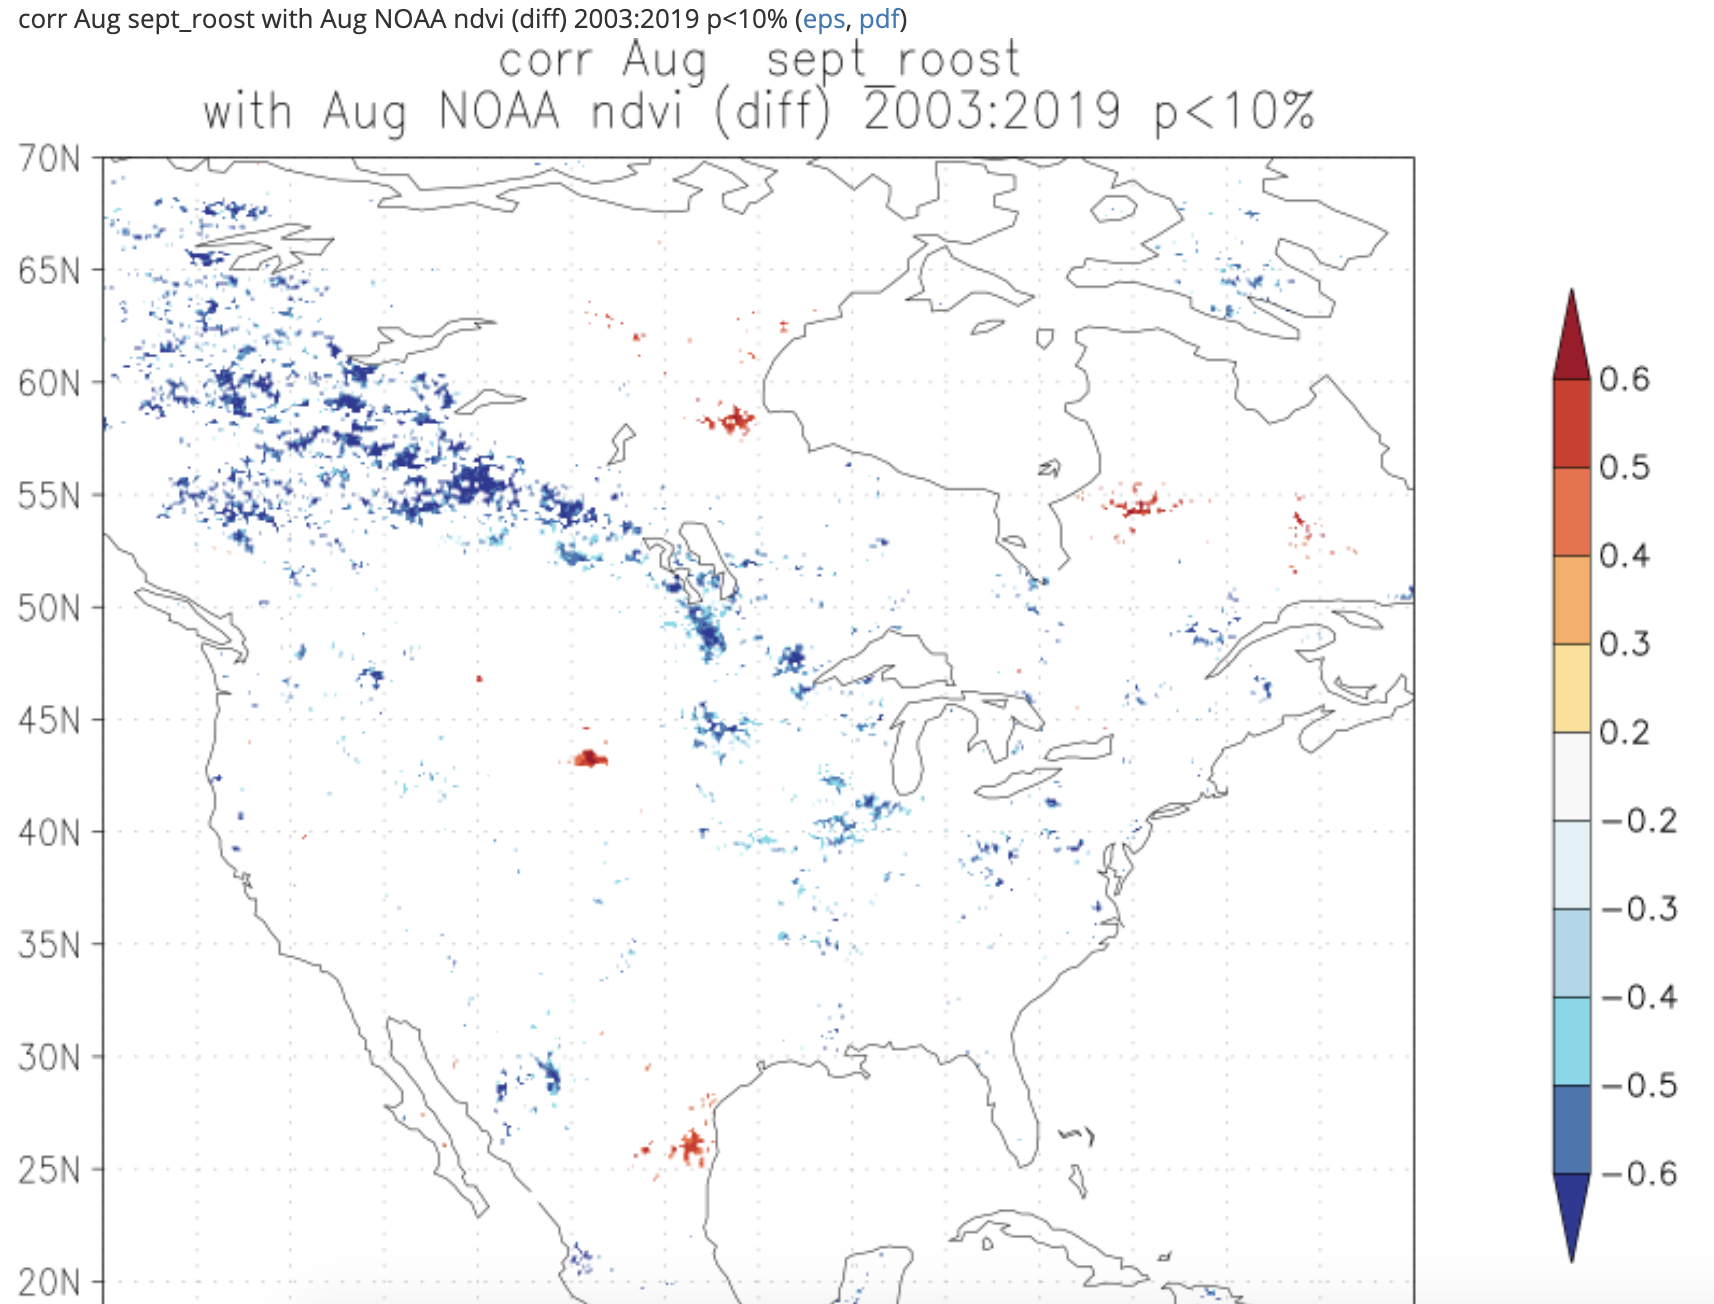 corr Aug sept_roost with Aug NOAA ndvi (diff) 2003:2019 p<10% (eps, pdf)
corr Aug sept_roost
with Aug NOAA ndvi (diff) 2003:2019 p<10%
70N
65N
60N
55N
50N
45N
40N
35N
30N
25N
20N
0.6
0.5
0.4
0.3
0.2
−0.2
−0.3
−0.4
−0.5
−0.6